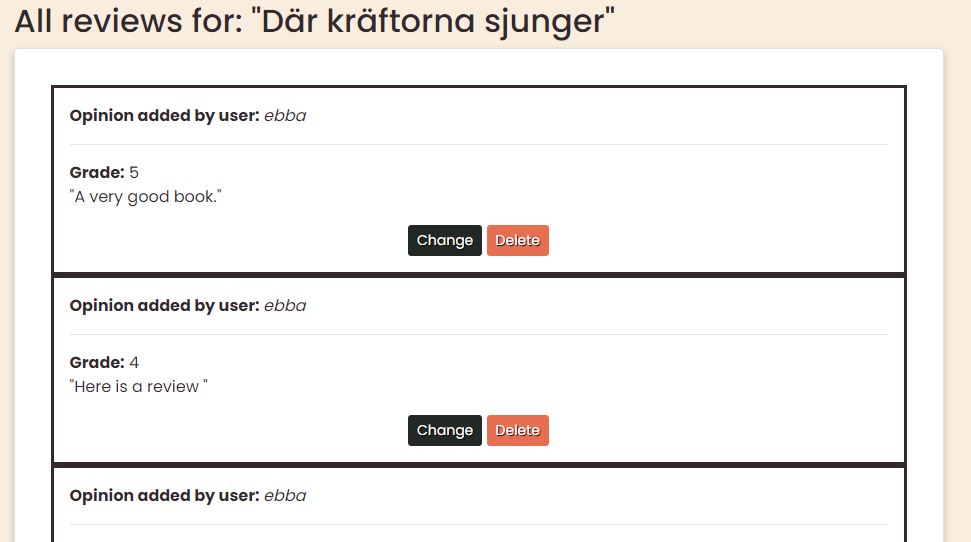 All reviews for: "Där kräftorna sjunger"
Opinion added by user: ebba
Grade: 5
"A very good book."
Change Delete
Opinion added by user: ebba
Grade: 4
"Here is a review "
Change Delete
Opinion added by user: ebba